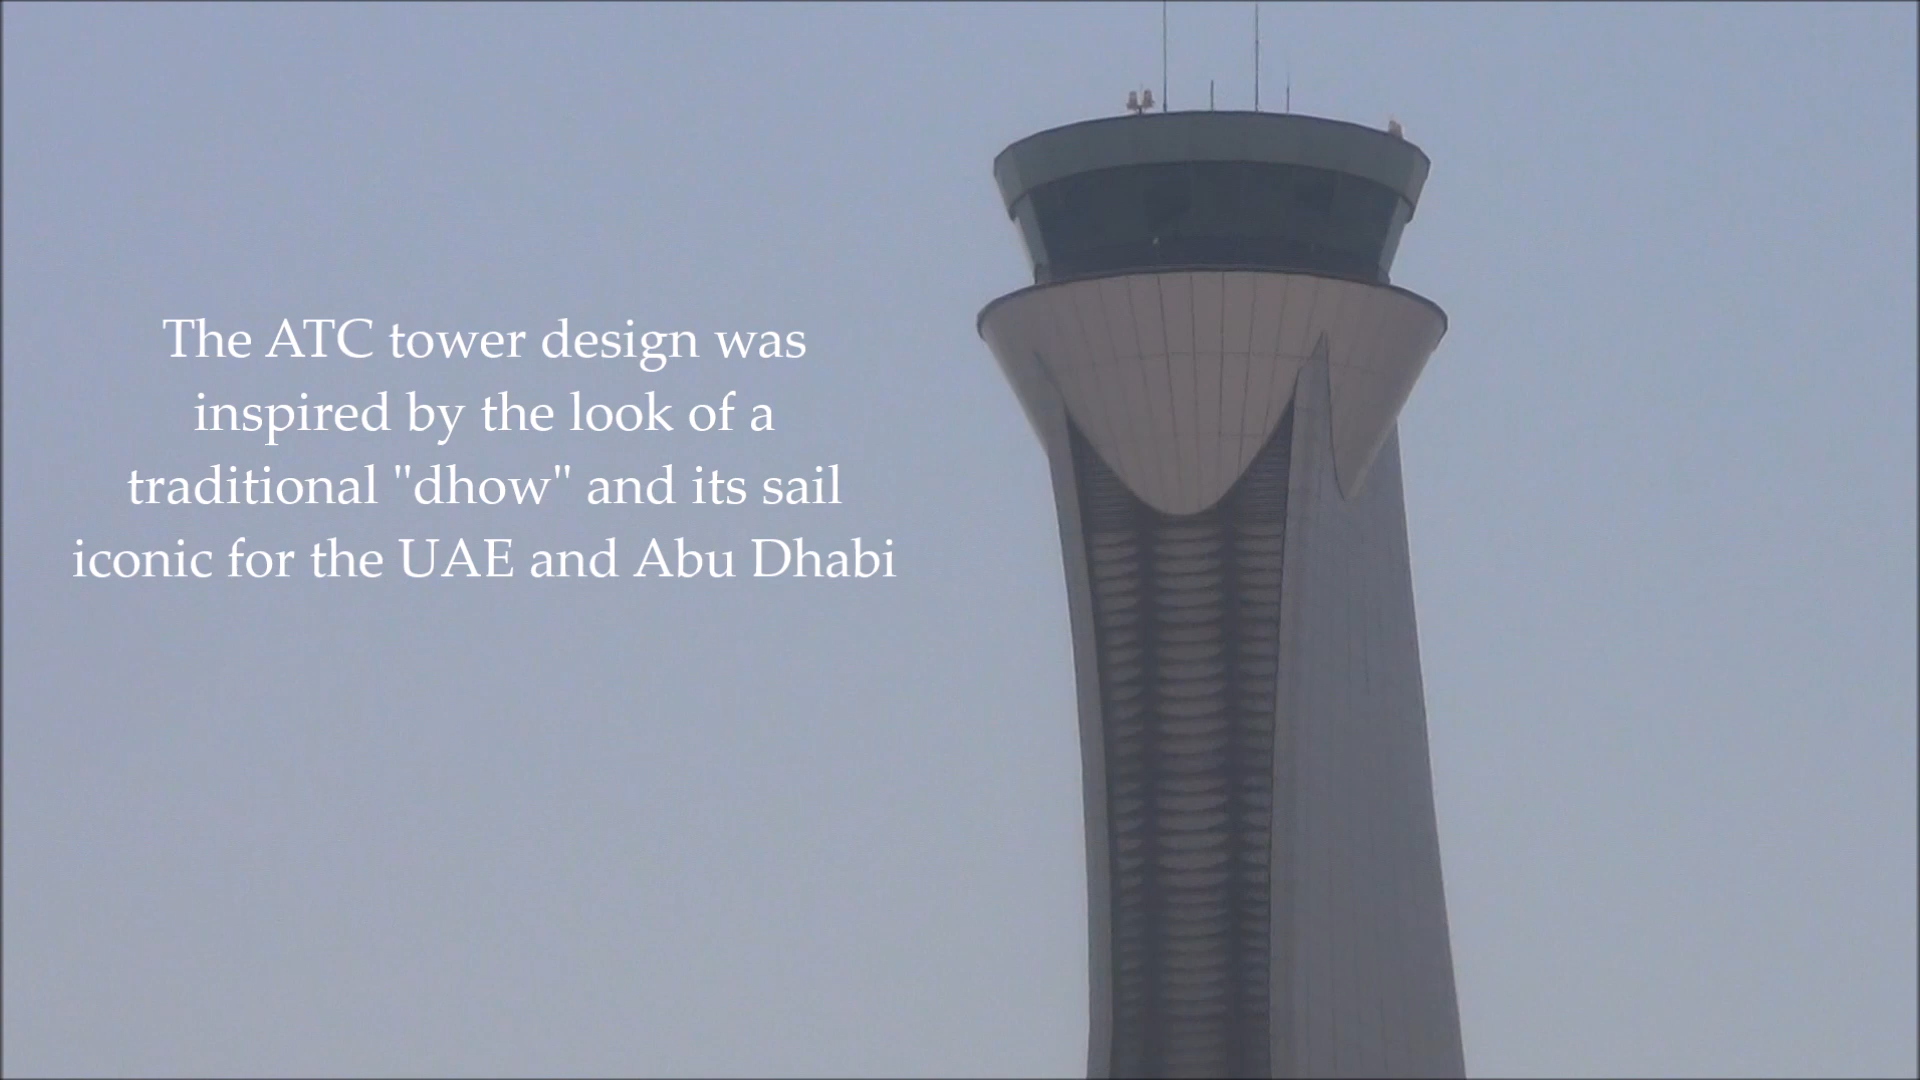 The ATC tower design was
inspired by the look of a
traditional "dhow" and its sail
iconic for the UAE and Abu Dhabi